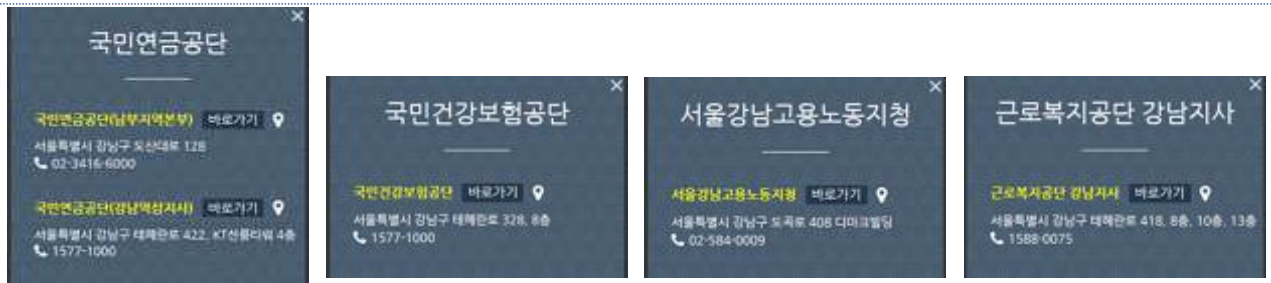 국민연금공단
국민연금공단(남부지역본부) 바로가기
서울특별시 강남구 도산대로 128
02-3416-6000
국민연금공단(강남역삼지사) 바로가기
서울특별시 강남구 테헤란로 422, KT선릉타워 4층
1577-1000
국민건강보험공단
국민건강보험공단 바로가기
서울특별시 강남구 테헤란로 328, 8층
1577-1000
서울강남고용노동지청
서울강남고용노동지청 바로가기
서울특별시 강남구 도곡로 408 디마크빌딩
02-584-0009
근로복지공단 강남지사
근로복지공단 강남지사 바로가기
서울특별시 강남구 테헤란로 418, 8층, 10층, 13층
1588-0075